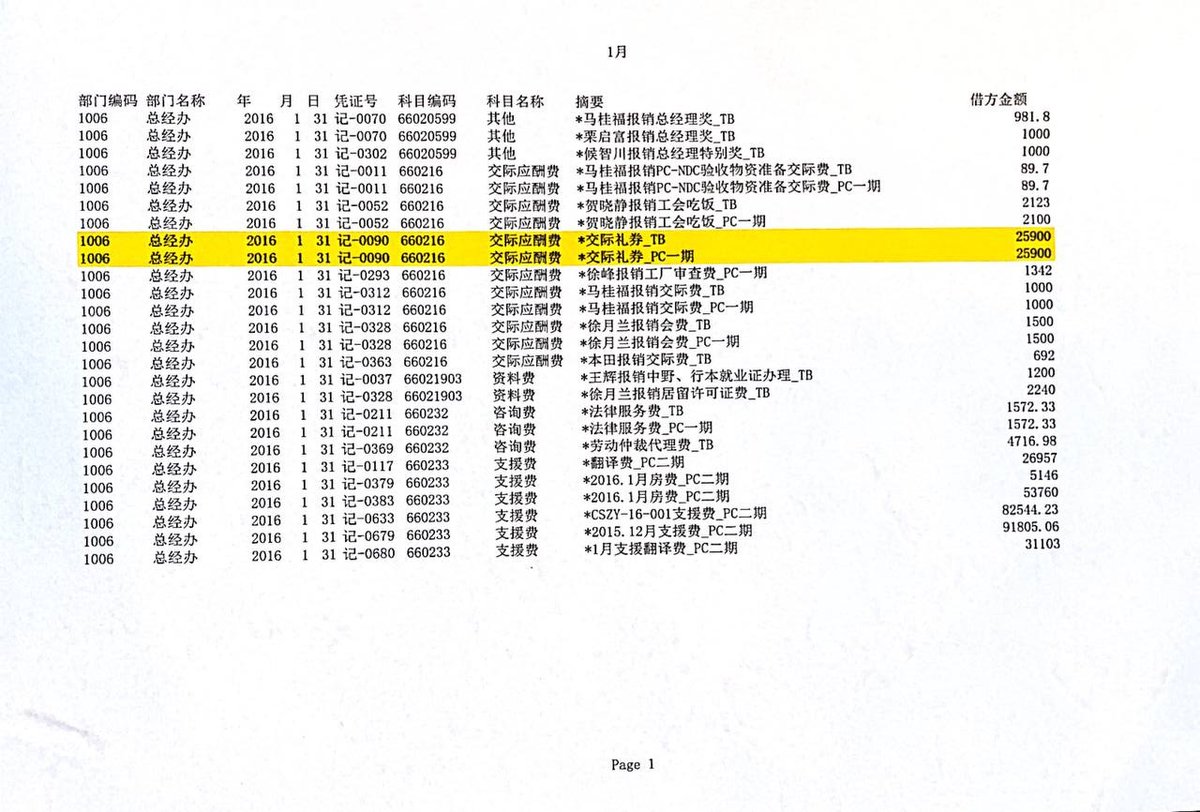 1月
部门编码 部门名称 年 月 日 凭证号 科目编码 科目名称 摘要 借方金额
1006 总经办 2016 1 31 记-0070 66020599 其他 *马桂福报销总经理奖_TB 981.8
1006 总经办 2016 1 31 记-0070 66020599 其他 *栗启富报销总经理奖_TB 1000
1006 总经办 2016 1 31 记-0302 66020599 其他 *候智川报销总经理特别奖_TB 1000
1006 总经办 2016 1 31 记-0011 660216 交际应酬费 *马桂福报销PC-NDC验收物资准备交际费_TB 89.7
1006 总经办 2016 1 31 记-0011 660216 交际应酬费 *马桂福报销PC-NDC验收物资准备交际费_PC一期 89.7
1006 总经办 2016 1 31 记-0052 660216 交际应酬费 *贺晓静报销工会吃饭_TB 2123
1006 总经办 2016 1 31 记-0052 660216 交际应酬费 *贺晓静报销工会吃饭_PC一期 2100
1006 总经办 2016 1 31 记-0090 660216 交际应酬费 *交际礼券_TB 25900
1006 总经办 2016 1 31 记-0090 660216 交际应酬费 *交际礼券_PC一期 25900
1006 总经办 2016 1 31 记-0293 660216 交际应酬费 *徐峰报销工厂审查费_PC一期 1342
1006 总经办 2016 1 31 记-0312 660216 交际应酬费 *马桂福报销交际费_TB 1000
1006 总经办 2016 1 31 记-0312 660216 交际应酬费 *马桂福报销交际费_PC一期 1000
1006 总经办 2016 1 31 记-0328 660216 交际应酬费 *徐月兰报销会费_TB 1500
1006 总经办 2016 1 31 记-0328 660216 交际应酬费 *徐月兰报销会费_PC一期 1500
1006 总经办 2016 1 31 记-0363 660216 交际应酬费 *本田报销交际费_TB 692
1006 总经办 2016 1 31 记-0037 66021903 资料费 *王辉报销中野、行本就业证办理_TB 1200
1006 总经办 2016 1 31 记-0328 66021903 资料费 *徐月兰报销居留许可证费_TB 2240
1006 总经办 2016 1 31 记-0211 660232 咨询费 *法律服务费_TB 1572.33
1006 总经办 2016 1 31 记-0211 660232 咨询费 *法律服务费_PC一期 1572.33
1006 总经办 2016 1 31 记-0369 660232 咨询费 *劳动仲裁代理费_TB 4716.98
1006 总经办 2016 1 31 记-0117 660233 支援费 *翻译费_PC二期 26957
1006 总经办 2016 1 31 记-0379 660233 支援费 *2016.1月房费_PC二期 5146
1006 总经办 2016 1 31 记-0383 660233 支援费 *2016.1月房费_PC二期 53760
1006 总经办 2016 1 31 记-0633 660233 支援费 *CSZY-16-001支援费_PC二期 82544.23
1006 总经办 2016 1 31 记-0679 660233 支援费 *2015.12月支援费_PC二期 91805.06
1006 总经办 2016 1 31 记-0680 660233 支援费 *1月支援翻译费_PC二期 31103
Page 1